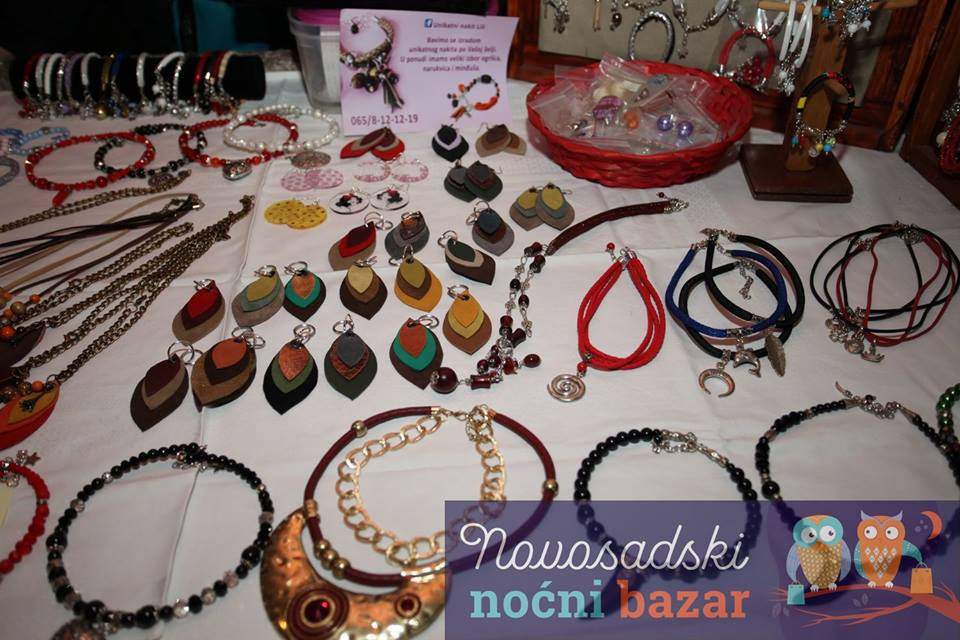 Unikatni nakit Lili
Bavimo se izradom
unikatnog nakita po Vašoj želji.
U ponudi imamo veliki izbor ogrlica,
narukvica i minđuša.
065/8-12-12-19
Novosadski
noćni bazar